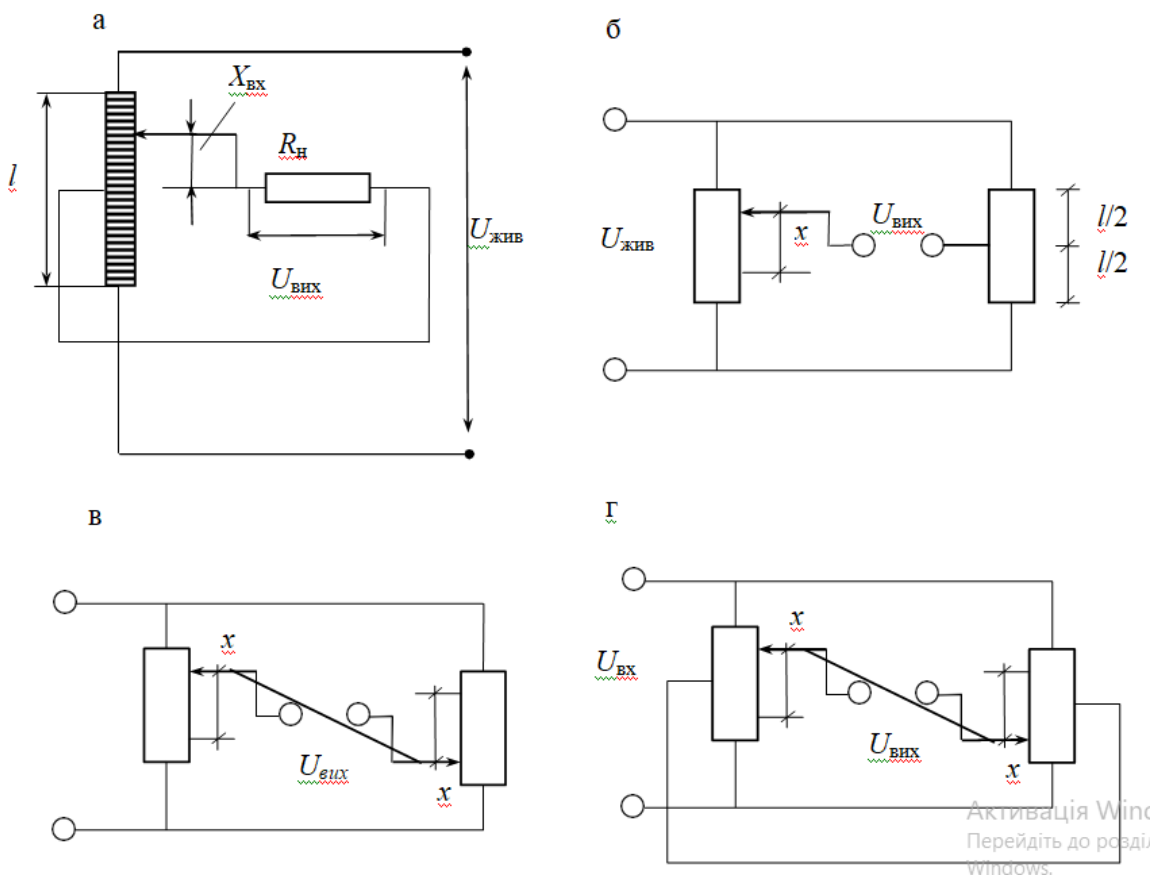 а
б
Xвх
Rн
l
Uжив
Uвих
Uвих
Uжив
x
l/2
l/2
в
г
x
Uвих
x
x
Uвх
Uвих
x
Активація Wind
Перейдіть до розділ
Windows.